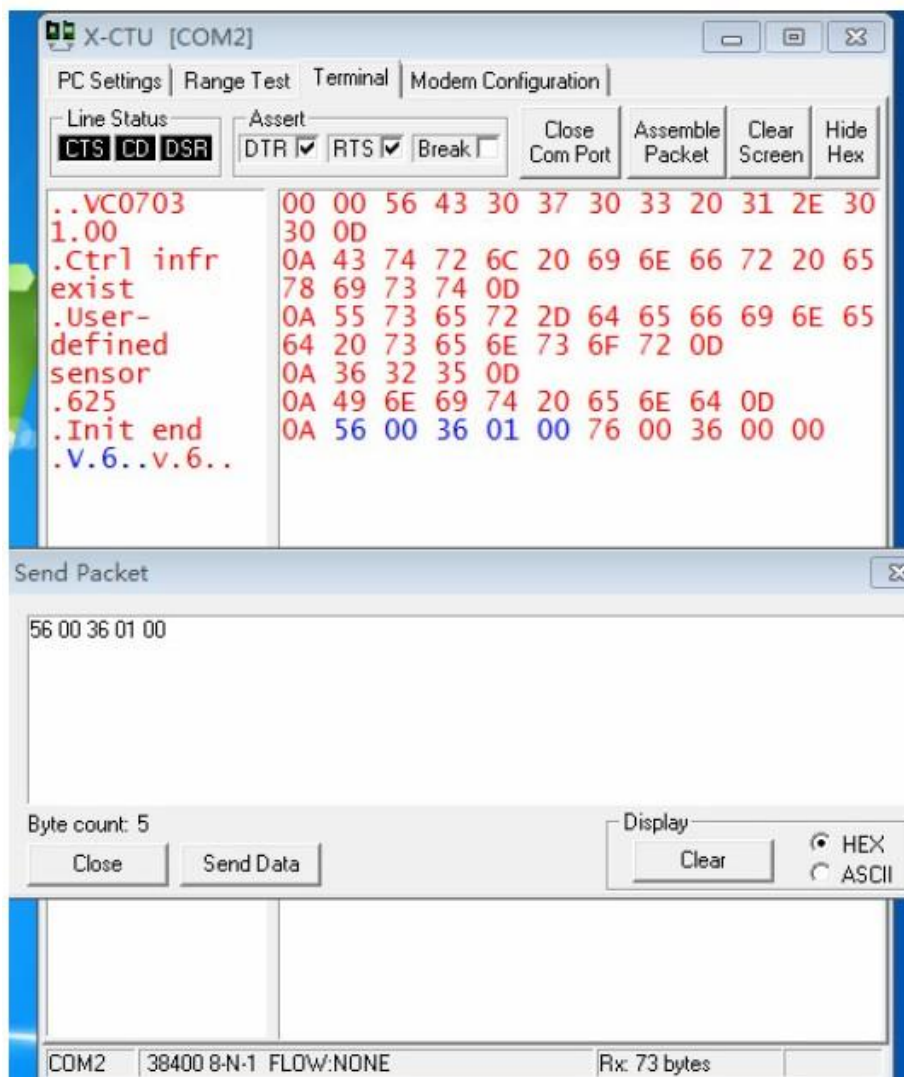 X-CTU [COM2]
PC Settings Range Test Terminal Modem Configuration
Line Status Assert
CTS CD DSR DTR RTS Break Close Com Port Assemble Packet Clear Screen Hide Hex
..VC0703 00 00 56 43 30 37 30 33 20 31 2E 30
1.00 30 0D
.Ctrl infr 0A 43 74 72 6C 20 69 6E 66 72 20 65
exist 78 69 73 74 0D
.User- 0A 55 73 65 72 2D 64 65 66 69 6E 65
defined 64 20 73 65 6E 73 6F 72 0D
sensor 0A 36 32 35 0D
.625 0A 49 6E 69 74 20 65 6E 64 0D
.Init end 0A 56 00 36 01 00 76 00 36 00 00
.V.6..v.6..
Send Packet
56 00 36 01 00
Byte count: 5
Display
Close Send Data Clear HEX
ASCII
COM2 38400 8-N-1 FLOW:NONE Rx: 73 bytes